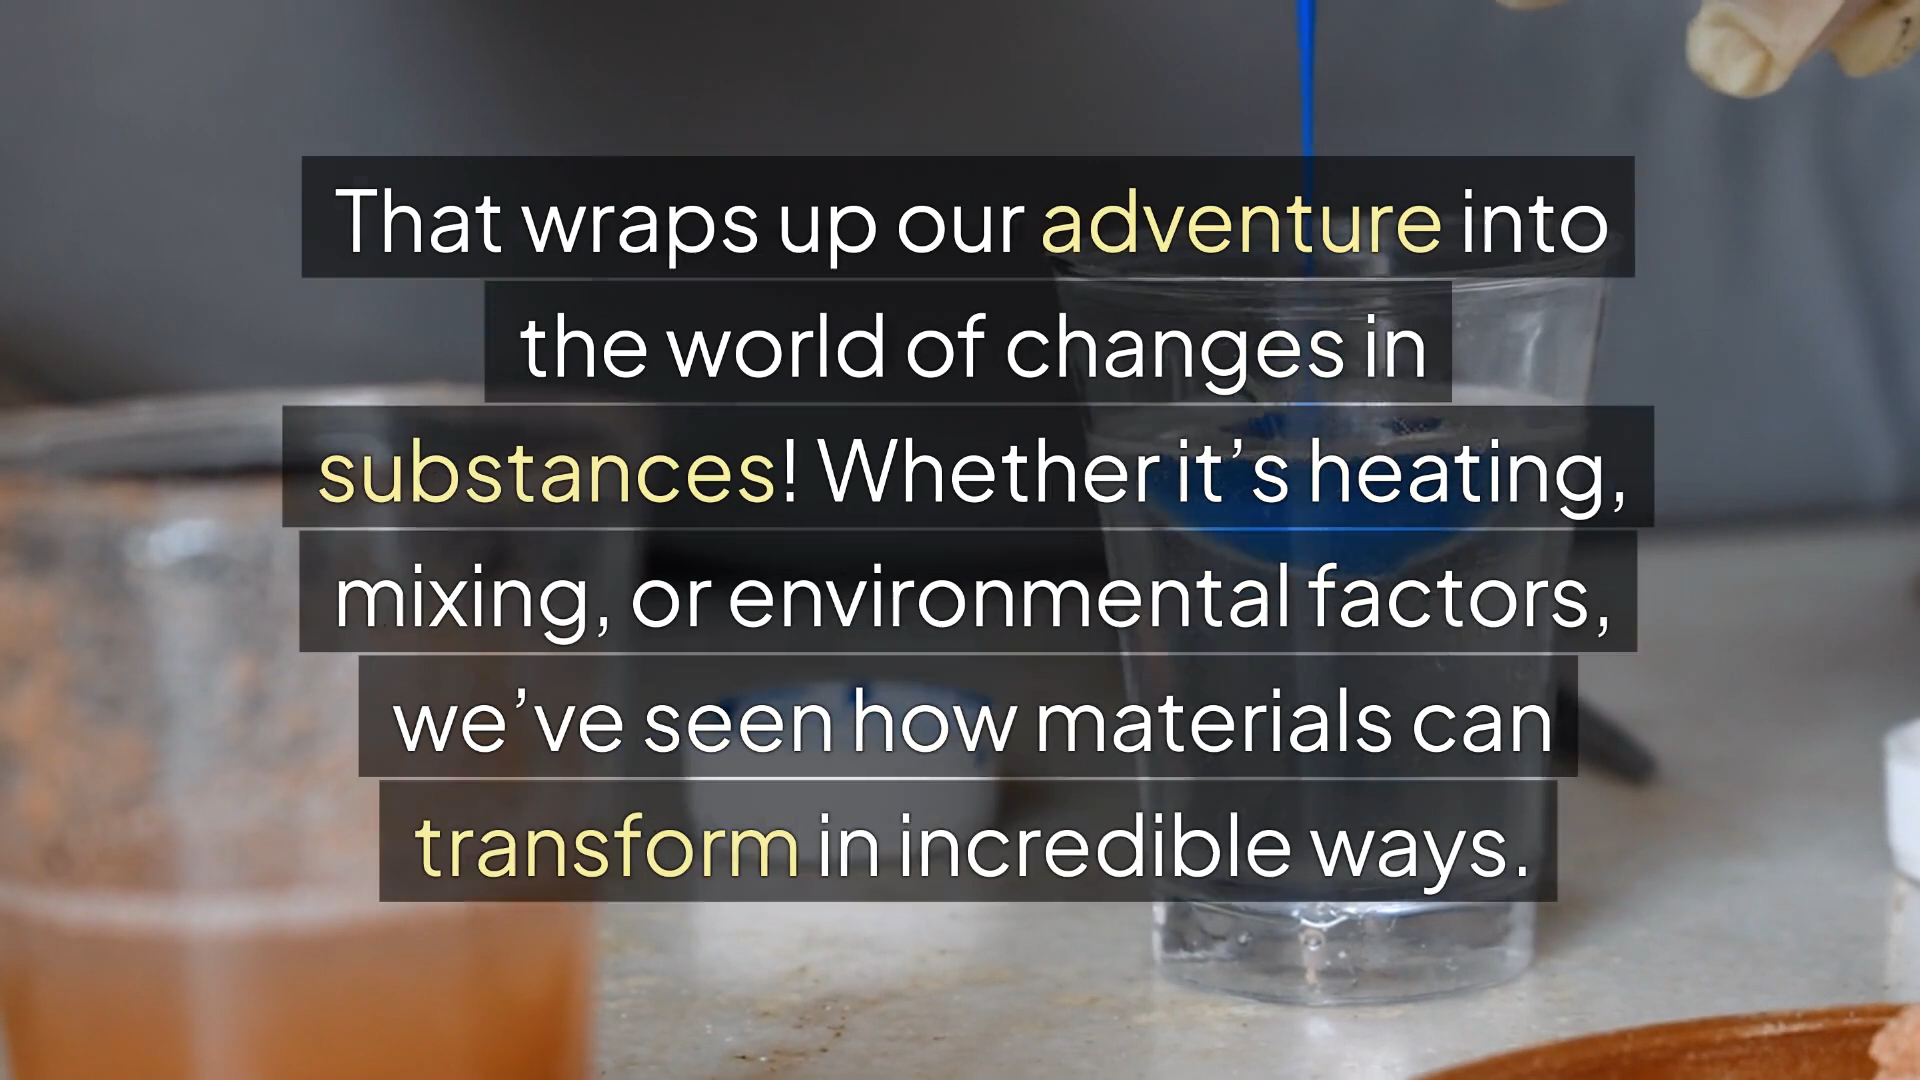 That wraps up our adventure into
the world of changes in
substances! Whether it’s heating,
mixing, or environmental factors,
we’ve seen how materials can
transform in incredible ways.